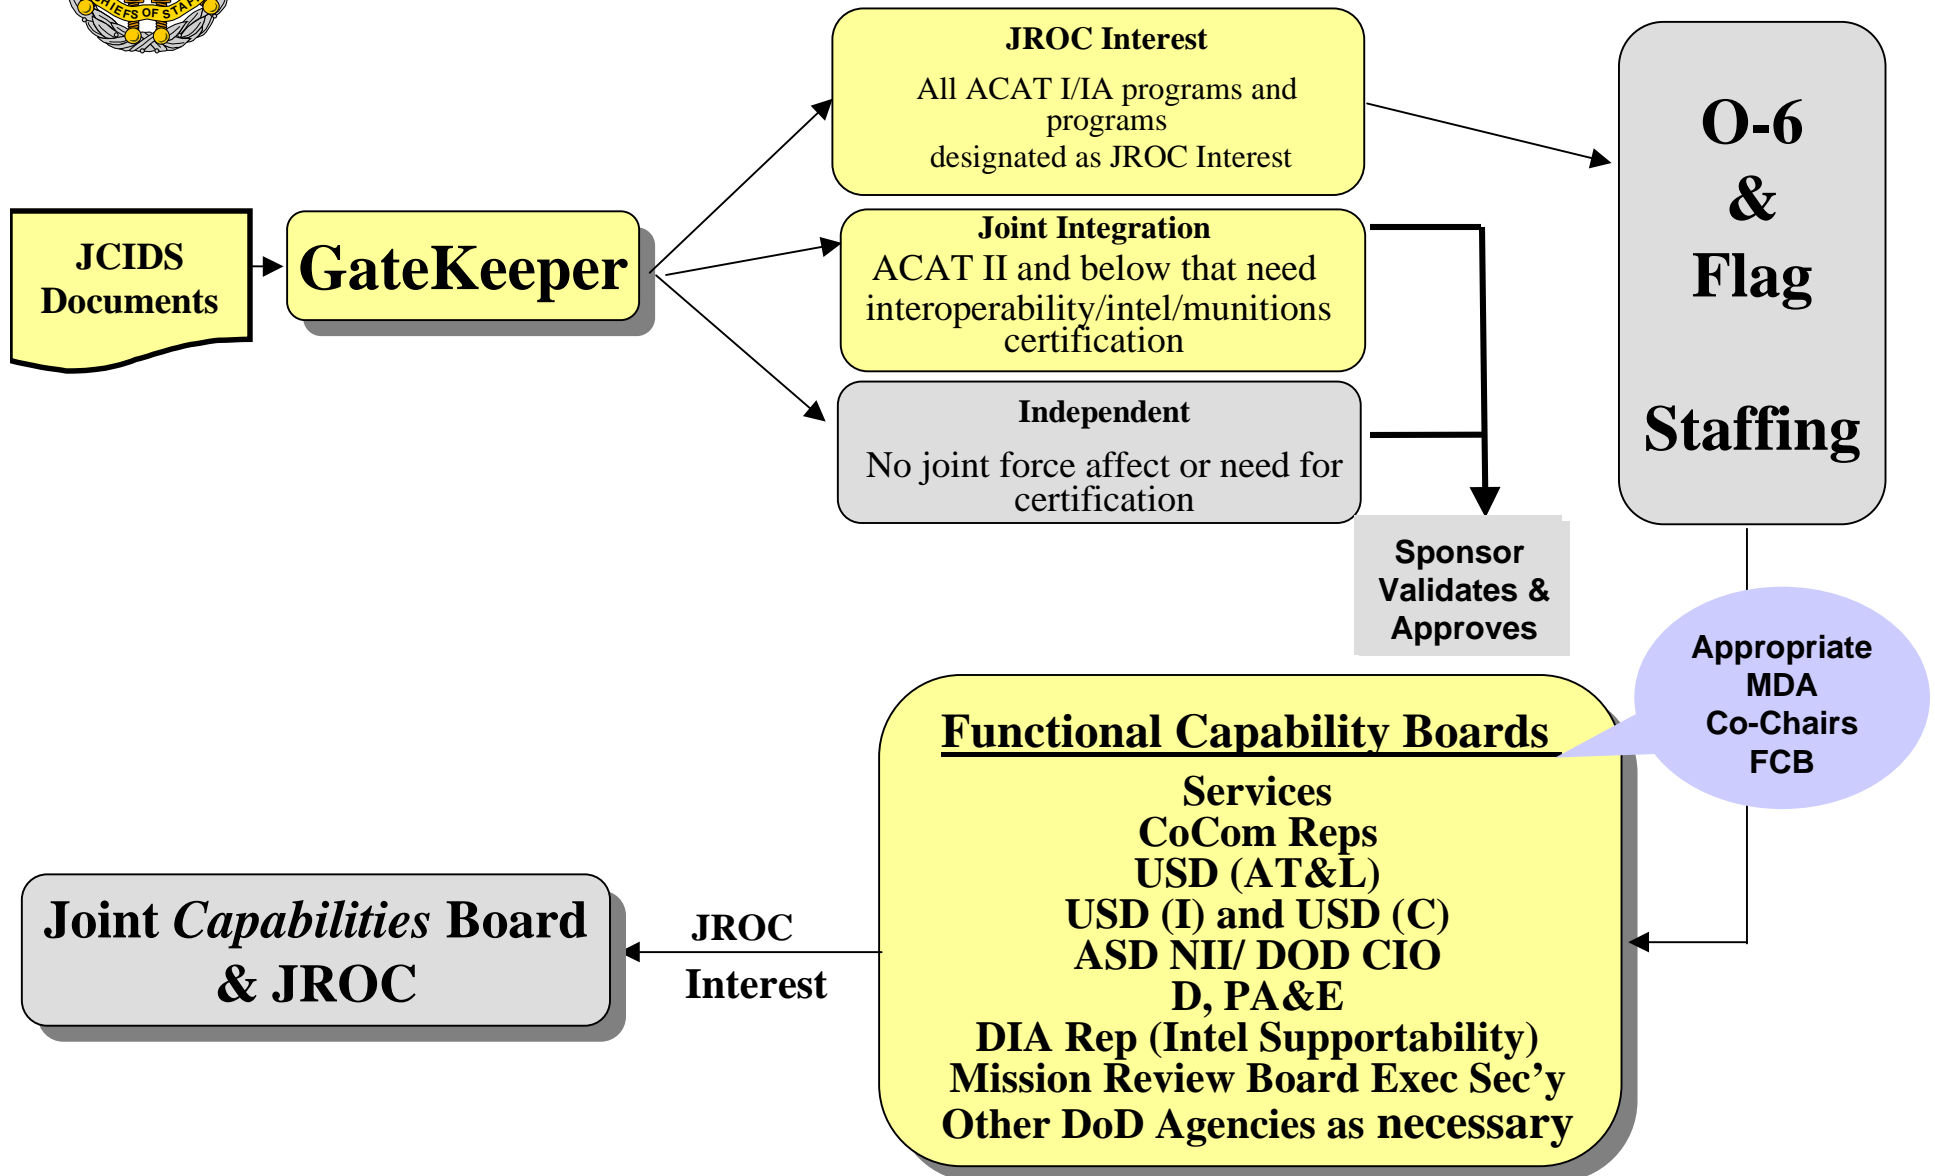 CHIEFS OF STAFF
JROC Interest
All ACAT I/IA programs and
programs
designated as JROC Interest
O-6
&
Flag
Staffing
JCIDS
Documents
GateKeeper
Joint Integration
ACAT II and below that need
interoperability/intel/munitions
certification
Independent
No joint force affect or need for
certification
Sponsor
Validates &
Approves
Appropriate
MDA
Co-Chairs
FCB
Functional Capability Boards
Services
CoCom Reps
USD (AT&L)
USD (I) and USD (C)
ASD NII/ DOD CIO
D, PA&E
DIA Rep (Intel Supportability)
Mission Review Board Exec Sec’y
Other DoD Agencies as necessary
JROC
Interest
Joint Capabilities Board
& JROC